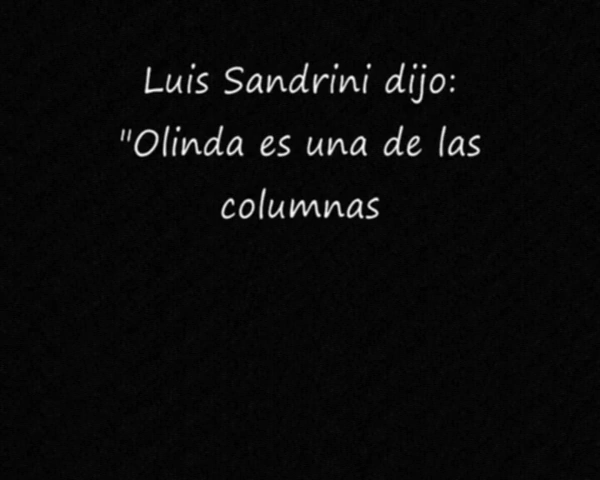 Luis Sandrini dijo:
"Olinda es una de las
columnas